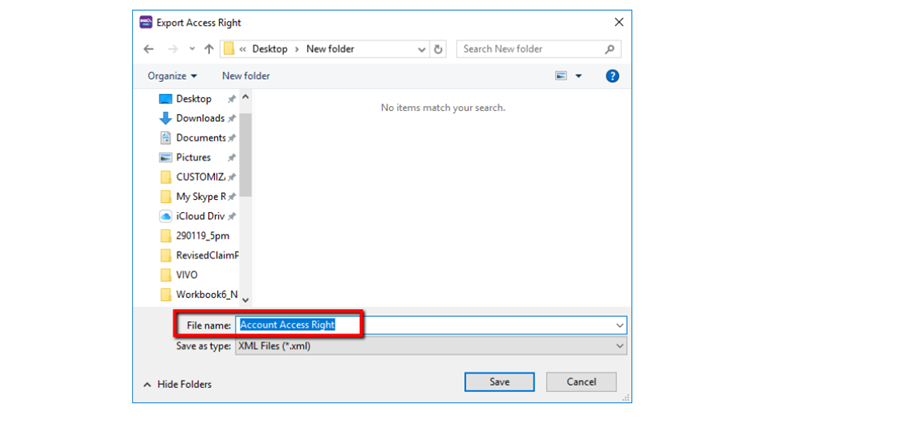 Export Access Right
« Desktop › New folder
Search New folder
Organize
New folder
Desktop
Downloads
Documents
Pictures
CUSTOMIZ
My Skype R
iCloud Driv
290119_5pm
RevisedClaimF
VIVO
Workbook6_N
No items match your search.
File name: Account Access Right
Save as type: XML Files (*.xml)
Hide Folders
Save
Cancel